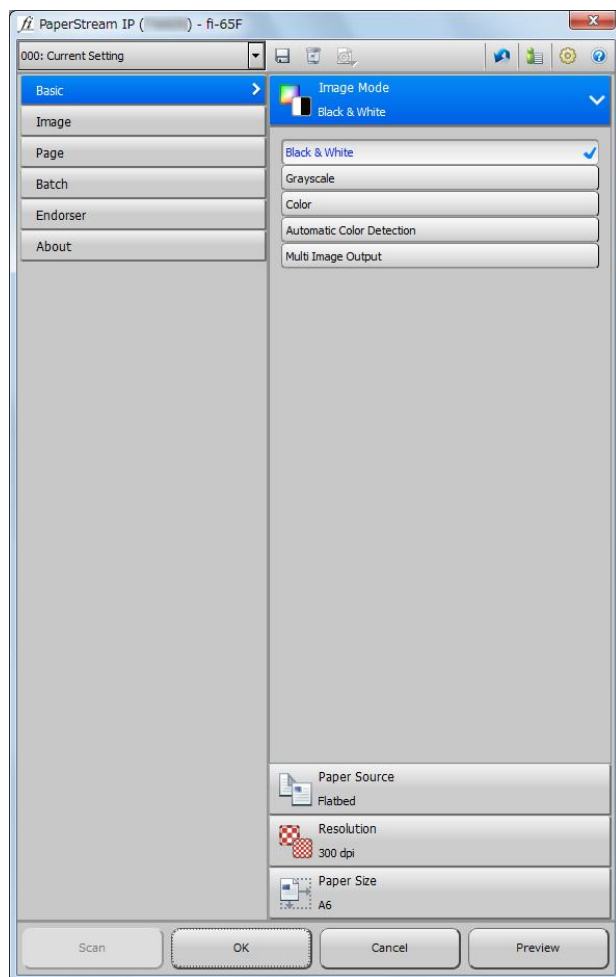 fi PaperStream IP ( ) - fi-65F
000: Current Setting
Basic
Image
Page
Batch
Endorser
About
Image Mode
Black & White
Black & White
Grayscale
Color
Automatic Color Detection
Multi Image Output
Paper Source
Flatbed
Resolution
300 dpi
Paper Size
A6
Scan
OK
Cancel
Preview